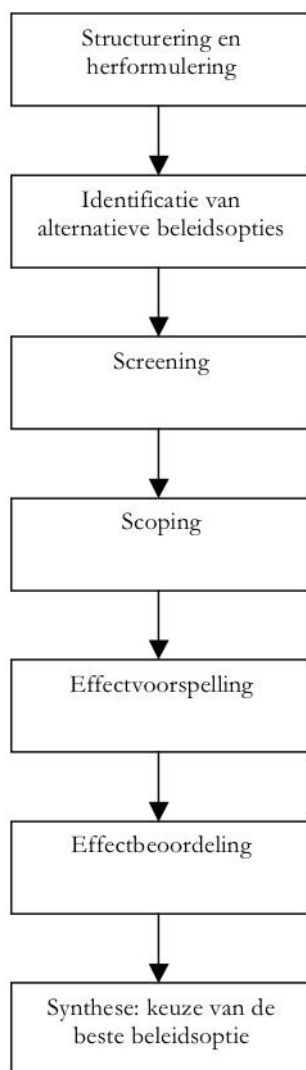 Structurering en
herformulering
Identificatie van
alternatieve beleidsopties
Screening
Scoping
Effectvoorspelling
Effectbeoordeling
Synthese: keuze van de
beste beleidsoptie